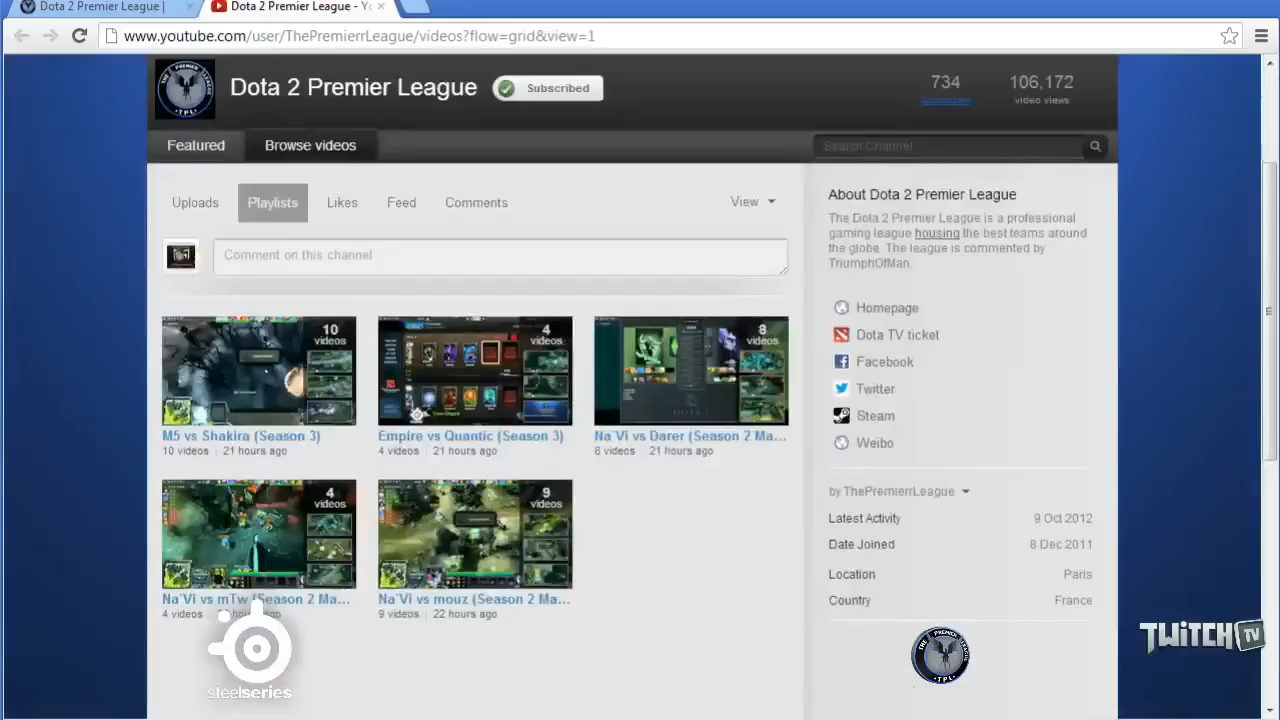 Dota 2 Premier League |
Dota 2 Premier League - Yo
www.youtube.com/user/ThePremierrLeague/videos?flow=grid&view=1
Dota 2 Premier League
Subscribed
734
106,172
video views
Featured
Browse videos
Search Channel
Uploads
Playlists
Likes
Feed
Comments
View
Comment on this channel
10
videos
M5 vs Shakira (Season 3)
10 videos
21 hours ago
4
videos
Empire vs Quantic (Season 3)
4 videos
21 hours ago
8
videos
Na`Vi vs Darer (Season 2 Ma...
8 videos
21 hours ago
4
videos
Na`Vi vs mTw (Season 2 Ma...
4 videos
hours ago
9
videos
Na`Vi vs mouz (Season 2 Ma...
9 videos
22 hours ago
steelseries
About Dota 2 Premier League
The Dota 2 Premier League is a professional
gaming league housing the best teams around
the globe. The league is commented by
TriumphOfMan.
Homepage
Dota TV ticket
Facebook
Twitter
Steam
Weibo
by ThePremierrLeague
Latest Activity
9 Oct 2012
Date Joined
8 Dec 2011
Location
Paris
Country
France
THE PREMIER LEAGUE
TPL
TWITCH TV